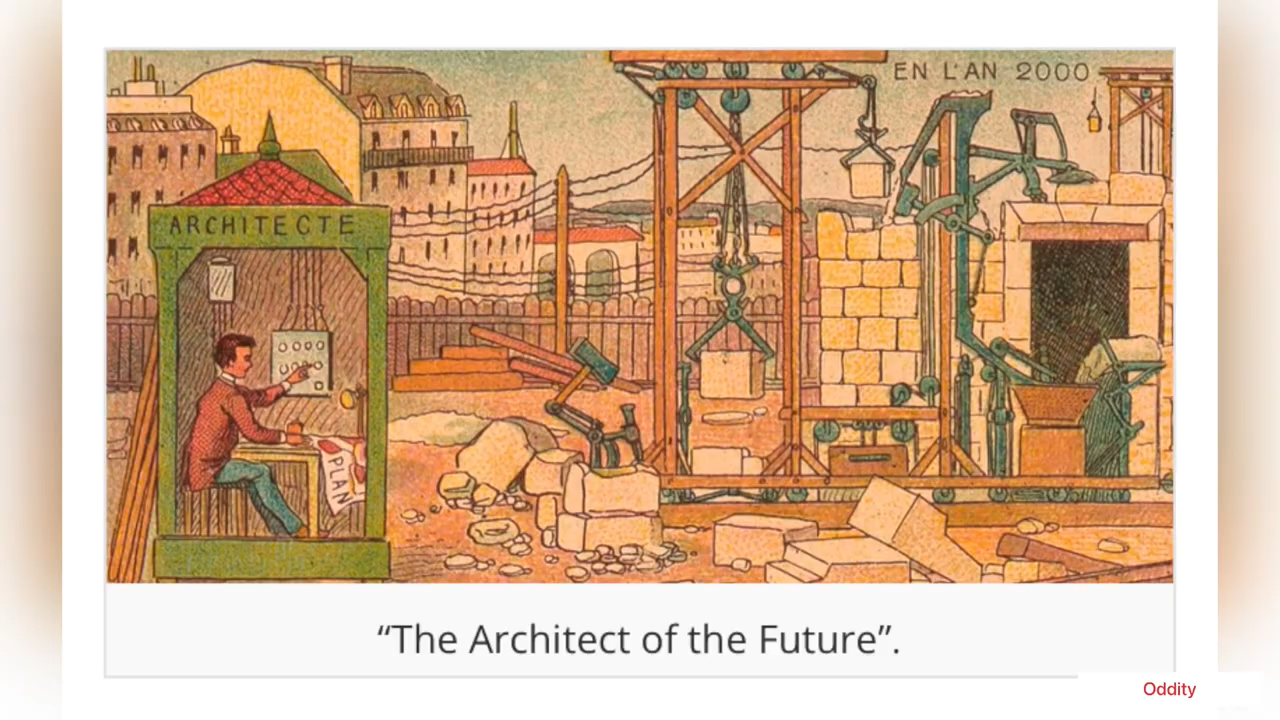 EN L'AN 2000
ARCHITECTE
PLAN
“The Architect of the Future”.
Oddity